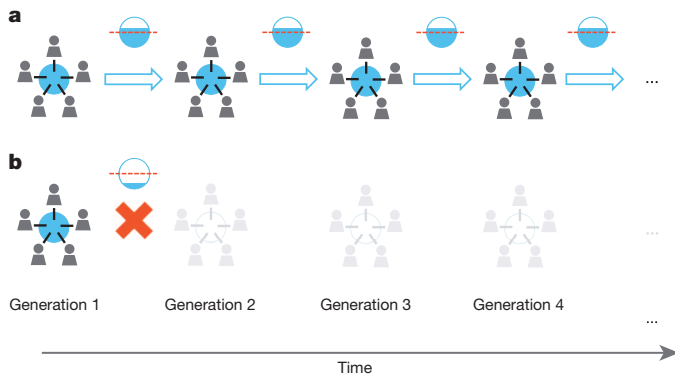 a
...
b
...
Generation 1
Generation 2
Generation 3
Generation 4
...
Time